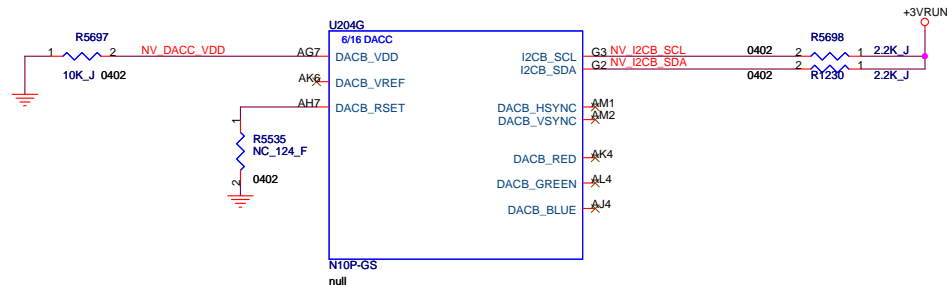 +3VRUN
U204G
6/16 DACC
R5697
1 2 NV_DACC_VDD AG7 DACB_VDD
10K_J 0402
AK6 DACB_VREF
AH7 DACB_RSET
1
R5535
NC_124_F
2 0402
I2CB_SCL G3 NV_I2CB_SCL 0402 2 R5698 1 2.2K_J
I2CB_SDA G2 NV_I2CB_SDA 0402 2 R1230 1 2.2K_J
DACB_HSYNC AM1
DACB_VSYNC AM2
DACB_RED AK4
DACB_GREEN AL4
DACB_BLUE AJ4
N10P-GS
null